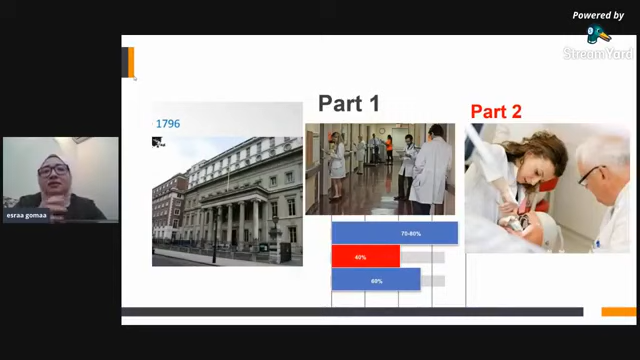 Powered by
StreamYard
1796
Part 1
Part 2
70-80%
40%
60%
esraa gomaa